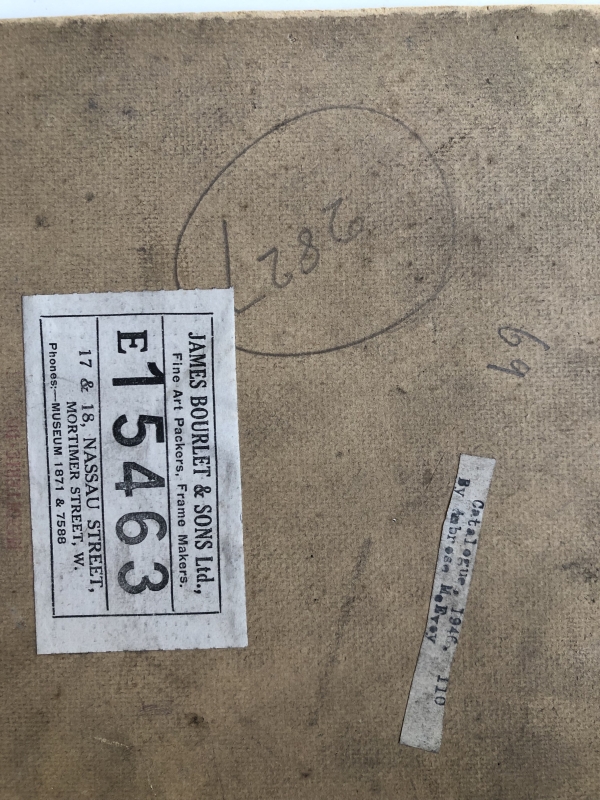 282
69
JAMES BOURLET & SONS Ltd.,
Fine Art Packers, Frame Makers.
E15463
17 & 18, NASSAU STREET,
MORTIMER STREET, W.
Phones:—MUSEUM 1871 & 7588
Catalogue, 1946. 110
By Ambrose McEvoy